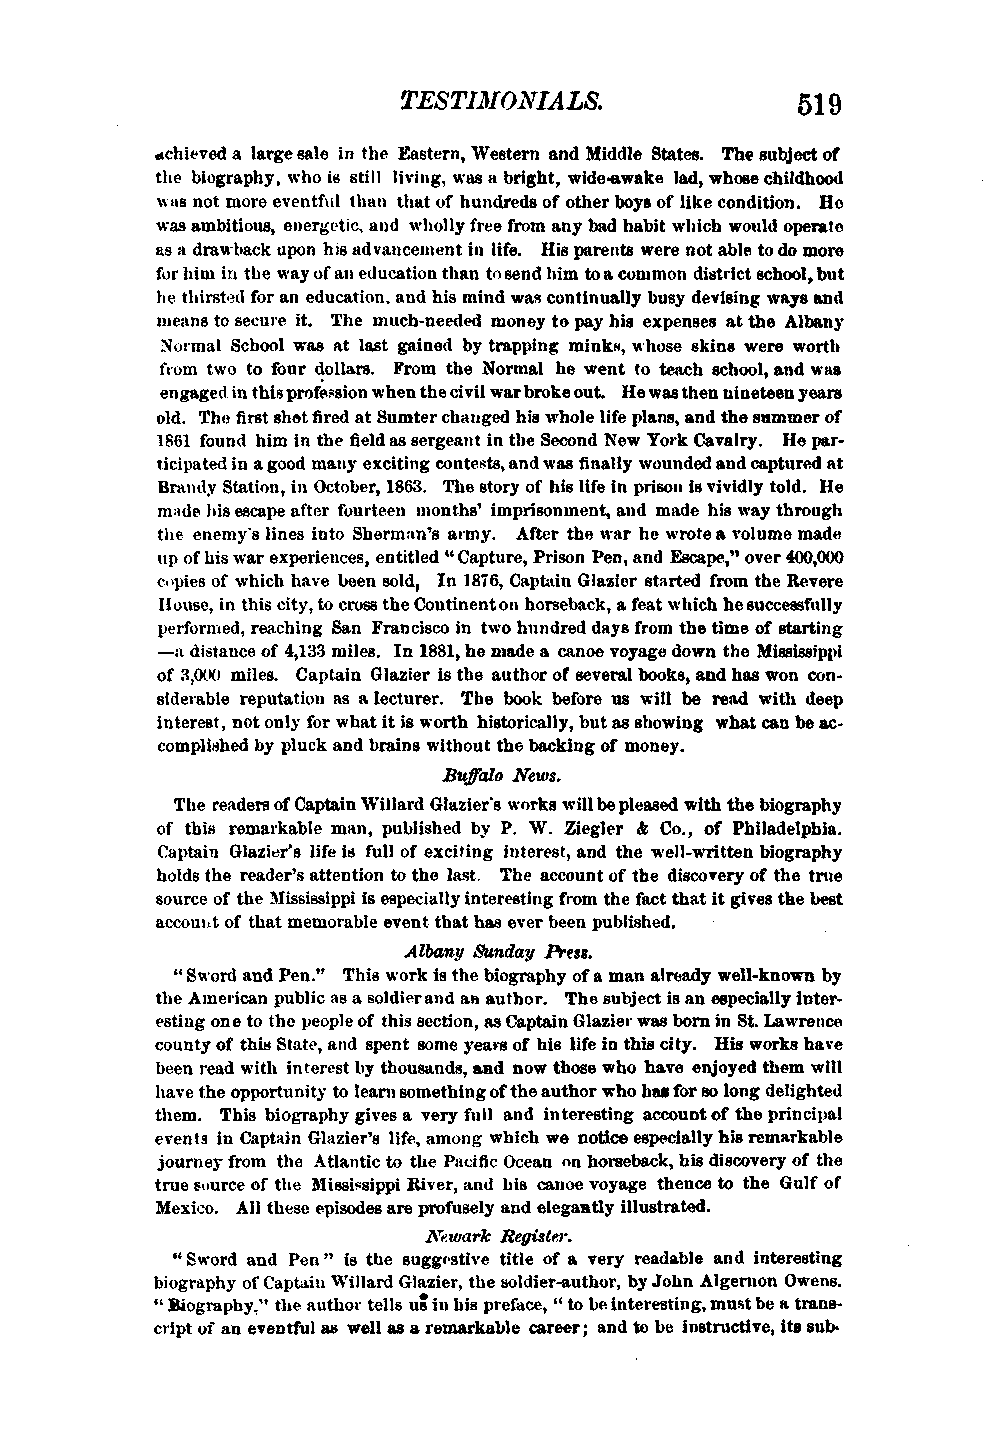 TESTIMONIALS. 519
achieved a large sale in the Eastern, Western and Middle States. The subject of
the biography, who is still living, was a bright, wide-awake lad, whose childhood
was not more eventful than that of hundreds of other boys of like condition. He
was ambitious, energetic, and wholly free from any bad habit which would operate
as a drawback upon his advancement in life. His parents were not able to do more
for him in the way of an education than to send him to a common district school, but
he thirsted for an education, and his mind was continually busy devising ways and
means to secure it. The much-needed money to pay his expenses at the Albany
Normal School was at last gained by trapping minks, whose skins were worth
from two to four dollars. From the Normal he went to teach school, and was
engaged in this profession when the civil war broke out. He was then nineteen years
old. The first shot fired at Sumter changed his whole life plans, and the summer of
1861 found him in the field as sergeant in the Second New York Cavalry. He par-
ticipated in a good many exciting contests, and was finally wounded and captured at
Brandy Station, in October, 1863. The story of his life in prison is vividly told. He
made his escape after fourteen months' imprisonment, and made his way through
the enemy's lines into Sherman's army. After the war he wrote a volume made
up of his war experiences, entitled "Capture, Prison Pen, and Escape," over 400,000
copies of which have been sold, In 1876, Captain Glazier started from the Revere
House, in this city, to cross the Continent on horseback, a feat which he successfully
performed, reaching San Francisco in two hundred days from the time of starting
—a distance of 4,133 miles. In 1881, he made a canoe voyage down the Mississippi
of 3,000 miles. Captain Glazier is the author of several books, and has won con-
siderable reputation as a lecturer. The book before us will be read with deep
interest, not only for what it is worth historically, but as showing what can be ac-
complished by pluck and brains without the backing of money.
Buffalo News.
The readers of Captain Willard Glazier's works will be pleased with the biography
of this remarkable man, published by P. W. Ziegler & Co., of Philadelphia.
Captain Glazier's life is full of exciting interest, and the well-written biography
holds the reader's attention to the last. The account of the discovery of the true
source of the Mississippi is especially interesting from the fact that it gives the best
account of that memorable event that has ever been published.
Albany Sunday Press.
"Sword and Pen." This work is the biography of a man already well-known by
the American public as a soldier and an author. The subject is an especially inter-
esting one to the people of this section, as Captain Glazier was born in St. Lawrence
county of this State, and spent some years of his life in this city. His works have
been read with interest by thousands, and now those who have enjoyed them will
have the opportunity to learn something of the author who has for so long delighted
them. This biography gives a very full and interesting account of the principal
events in Captain Glazier's life, among which we notice especially his remarkable
journey from the Atlantic to the Pacific Ocean on horseback, his discovery of the
true source of the Mississippi River, and his canoe voyage thence to the Gulf of
Mexico. All these episodes are profusely and elegantly illustrated.
Newark Register.
"Sword and Pen" is the suggestive title of a very readable and interesting
biography of Captain Willard Glazier, the soldier-author, by John Algernon Owens.
"Biography," the author tells us in his preface, "to be interesting, must be a trans-
cript of an eventful as well as a remarkable career; and to be instructive, its sub-